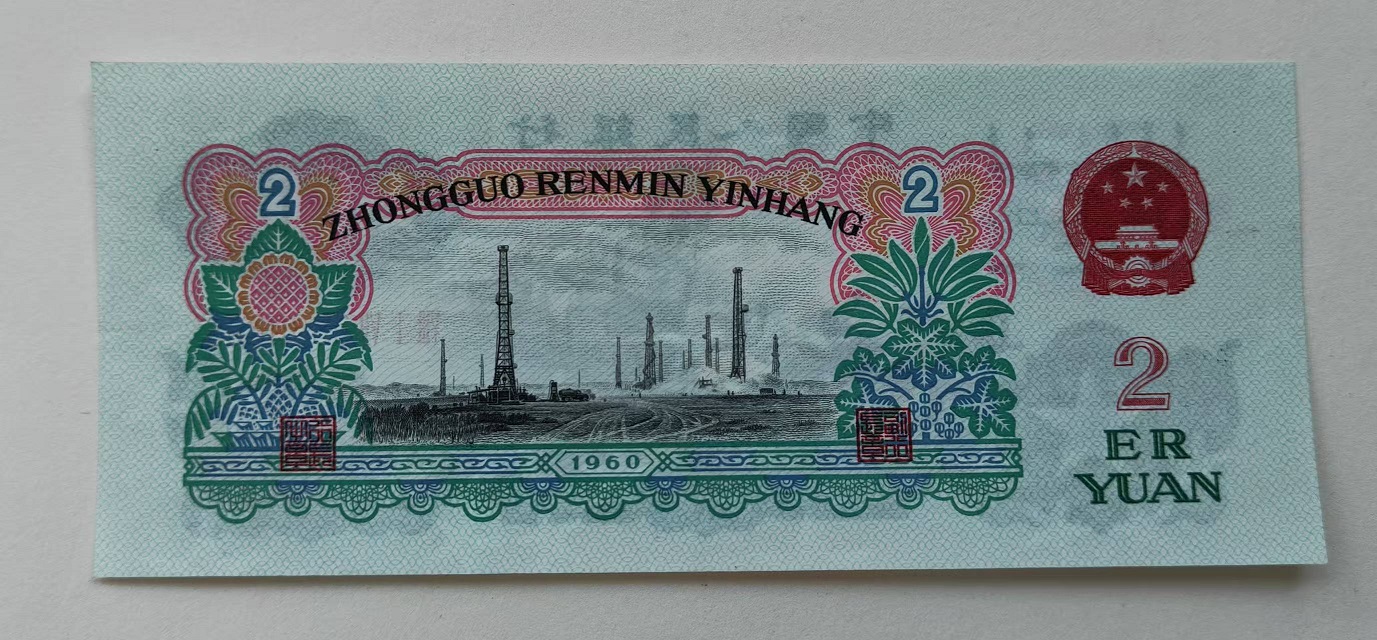 ZHONGGUO RENMIN YINHANG
2
2
1960
2
ER
YUAN